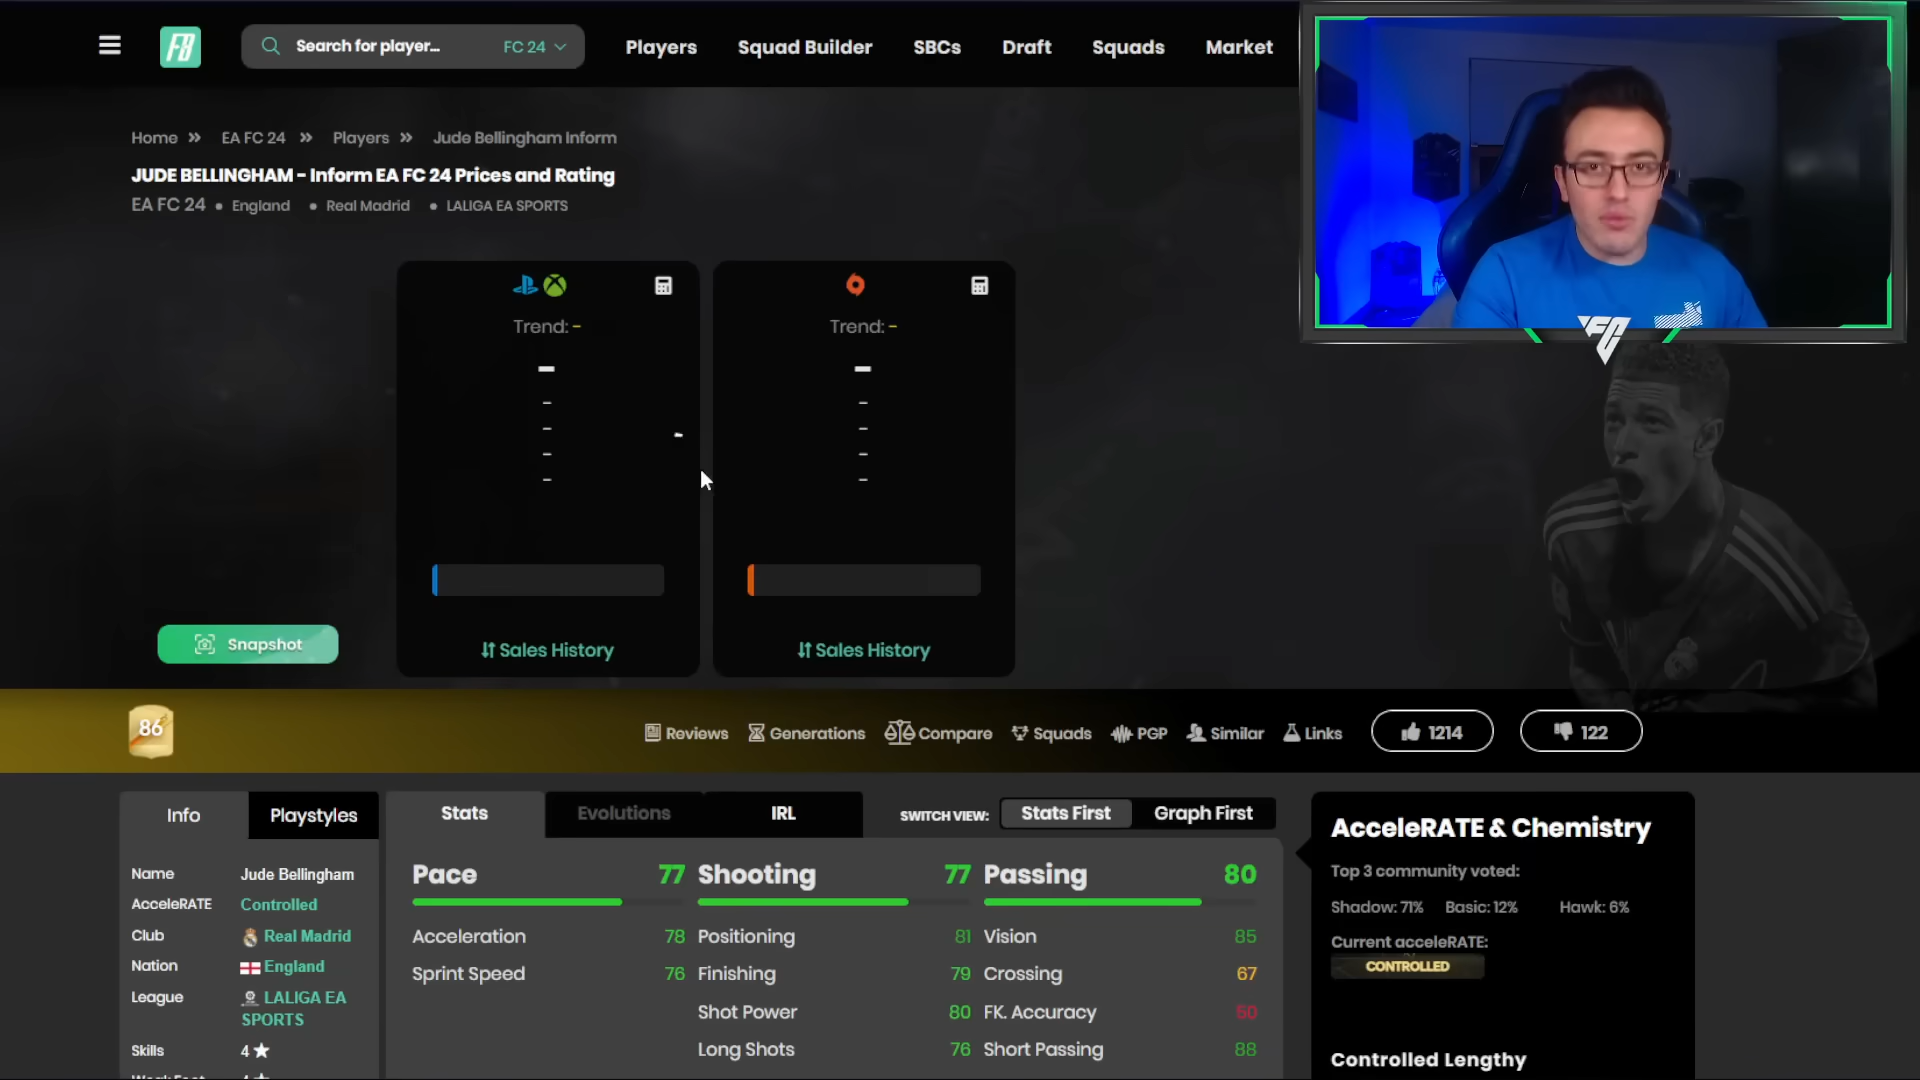 Search for player...
FC 24
Players
Squad Builder
SBCs
Draft
Squads
Market
Home » EA FC 24 » Players » Jude Bellingham Inform
JUDE BELLINGHAM - Inform EA FC 24 Prices and Rating
EA FC 24 • England • Real Madrid • LALIGA EA SPORTS
Trend: -
-
-
-
-
-
-
Sales History
Trend: -
-
-
-
-
-
Sales History
Snapshot
86
Reviews
Generations
Compare
Squads
PGP
Similar
Links
1214
122
Info
Playstyles
Stats
Evolutions
IRL
SWITCH VIEW:
Stats First
Graph First
Name Jude Bellingham
AcceleRATE Controlled
Club Real Madrid
Nation England
League LALIGA EA
SPORTS
Skills 4
Pace 77
Acceleration 78
Sprint Speed 76
Shooting 77
Positioning 81
Finishing 79
Shot Power 80
Long Shots 76
Passing 80
Vision 85
Crossing 67
FK. Accuracy 50
Short Passing 88
AcceleRATE & Chemistry
Top 3 community voted:
Shadow: 71% Basic: 12% Hawk: 6%
Current acceleRATE:
CONTROLLED
Controlled Lengthy